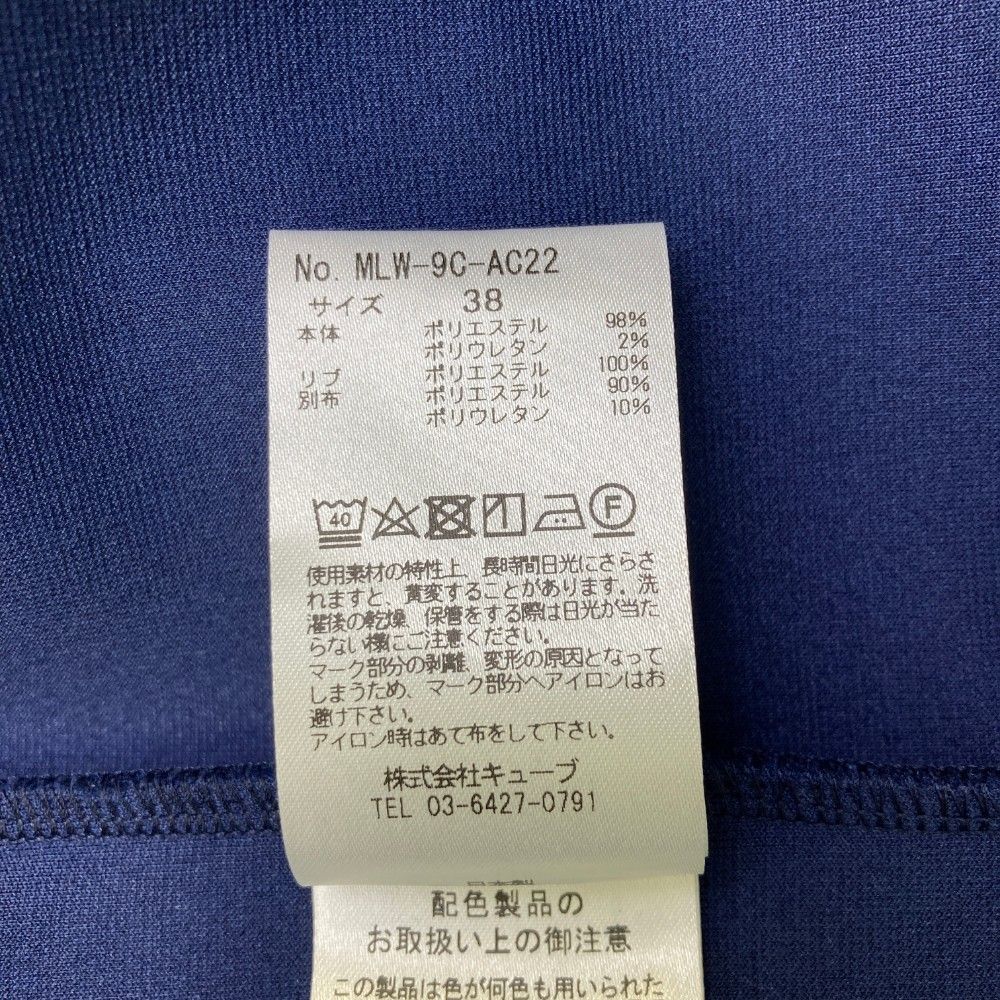 No. MLW-9C-AC22
サイズ 38
本体 ポリエステル 98%
ポリウレタン 2%
リブ ポリエステル 100%
別布 ポリエステル 90%
ポリウレタン 10%
40
F
使用素材の特性上、長時間日光にさらさ
れますと、黄変することがあります。洗
濯後の乾燥、保管をする際は日光が当た
らない様にご注意ください。
マーク部分の剥離、変形の原因となって
しまうため、マーク部分へアイロンはお
避け下さい。
アイロン時はあて布をして下さい。
株式会社キューブ
TEL 03-6427-0791
配色製品の
お取扱い上の御注意
この製品は色が何色も用いられた